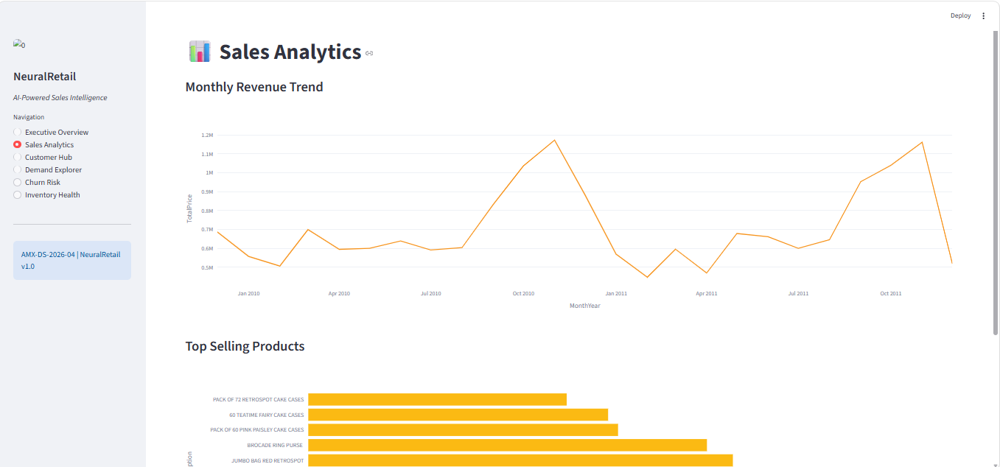 Deploy
0
NeuralRetail
AI-Powered Sales Intelligence
Navigation
Executive Overview
Sales Analytics
Customer Hub
Demand Explorer
Churn Risk
Inventory Health
AMX-DS-2026-04 | NeuralRetail
v1.0
Sales Analytics
Monthly Revenue Trend
1.2M
1.1M
1M
0.9M
0.8M
0.7M
0.6M
0.5M
TotalPrice
Jan 2010 Apr 2010 Jul 2010 Oct 2010 Jan 2011 Apr 2011 Jul 2011 Oct 2011
MonthYear
Top Selling Products
PACK OF 72 RETROSPOT CAKE CASES
60 TEATIME FAIRY CAKE CASES
PACK OF 60 PINK PAISLEY CAKE CASES
BROCADE RING PURSE
JUMBO BAG RED RETROSPOT
ption